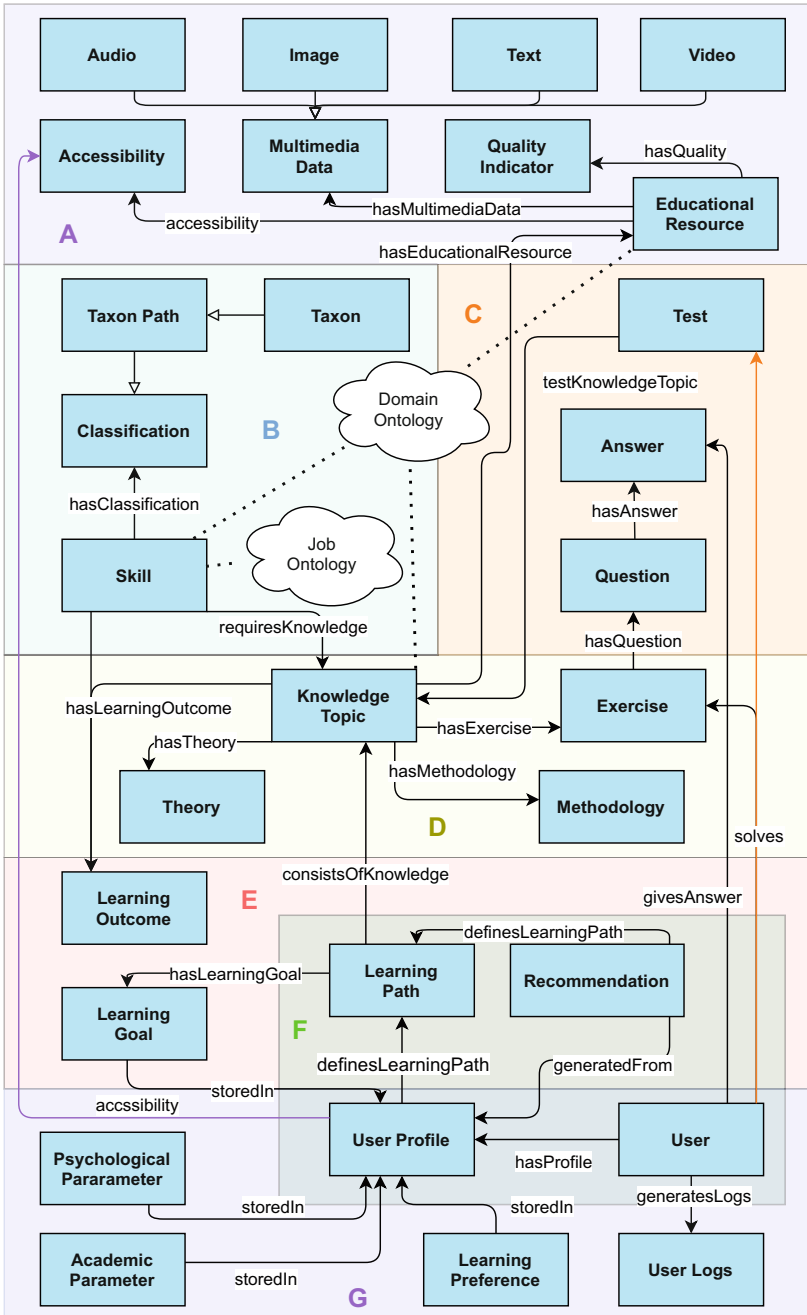 Audio
Image
Text
Video
Accessibility
Multimedia
Data
Quality
Indicator
hasQuality
Educational
Resource
hasMultimediaData
accessibility
A
hasEducationalResource
Taxon Path
Taxon
C
Test
testKnowledgeTopic
Domain
Ontology
Classification
B
Answer
hasClassification
hasAnswer
Skill
Job
Ontology
Question
requiresKnowledge
hasQuestion
hasLearningOutcome
Knowledge
Topic
hasExercise
Exercise
hasTheory
hasMethodology
Theory
D
Methodology
solves
consistsOfKnowledge
Learning
Outcome
E
givesAnswer
definesLearningPath
hasLearningGoal
Learning
Path
Recommendation
Learning
Goal
F
definesLearningPath
generatedFrom
storedIn
accssibility
User Profile
User
hasProfile
Psychological
Pararameter
storedIn
storedIn
generatesLogs
Academic
Parameter
storedIn
Learning
Preference
User Logs
G